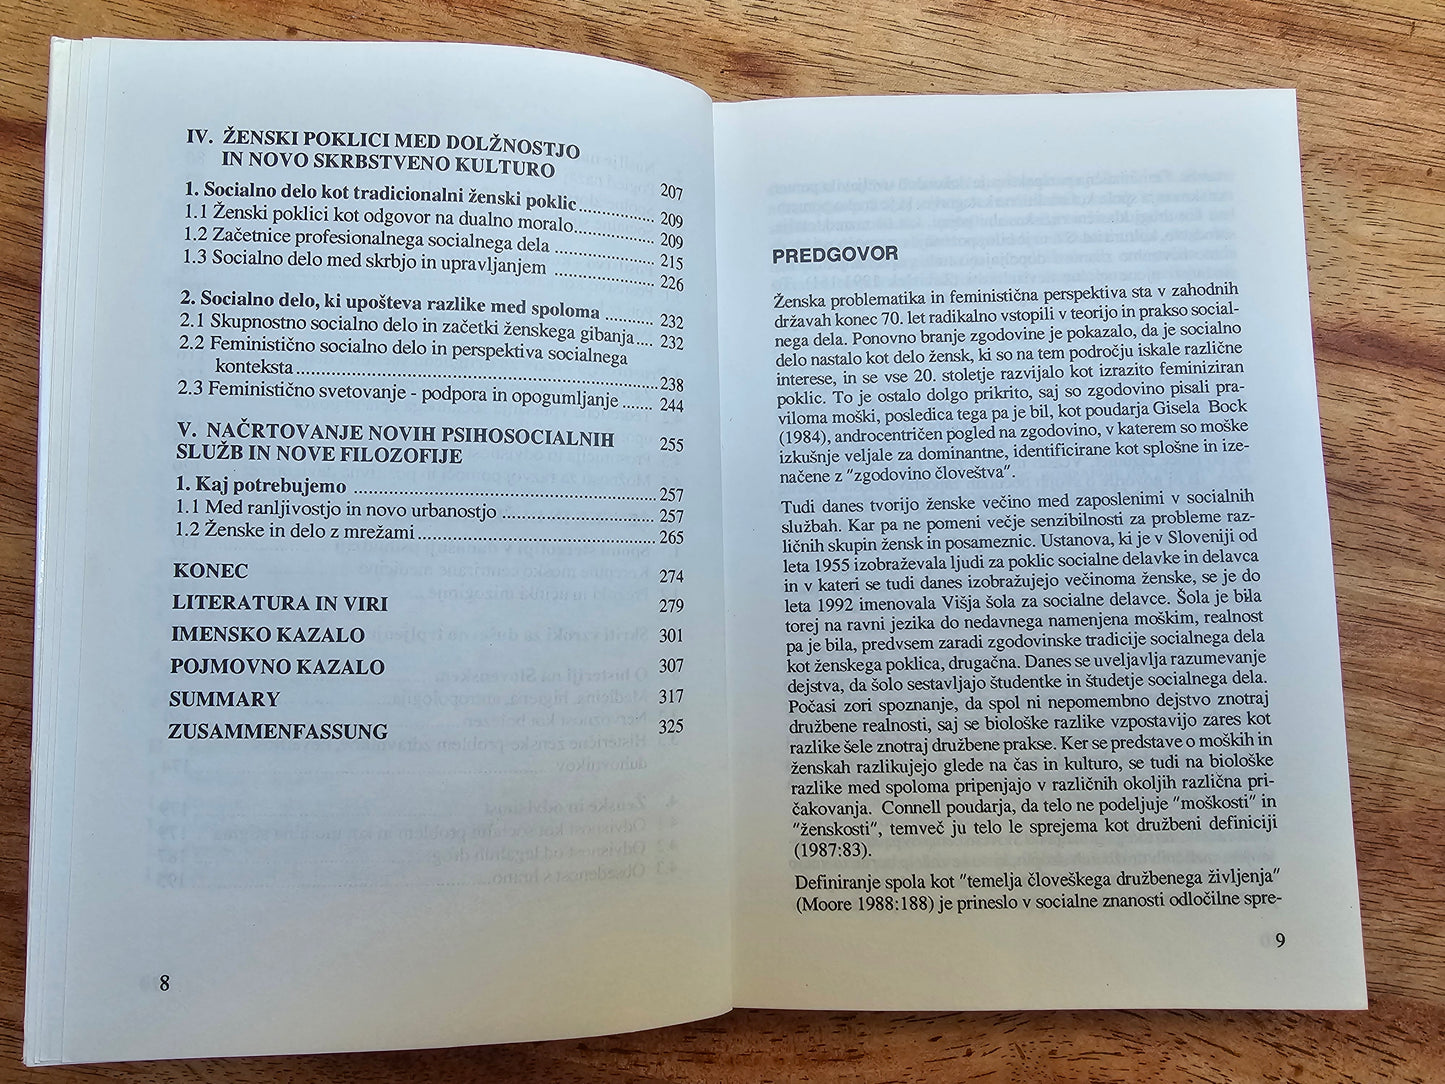 IV. ŽENSKI POKLICI MED DOLŽNOSTJO
IN NOVO SKRBSTVENO KULTURO 207
1. Socialno delo kot tradicionalni ženski poklic................ 209
1.1 Ženski poklici kot odgovor na dualno moralo................ 209
1.2 Začetnice profesionalnega socialnega dela .................... 215
1.3 Socialno delo med skrbjo in upravljanjem .................... 226
2. Socialno delo, ki upošteva razlike med spoloma .......... 232
2.1 Skupnostno socialno delo in začetki ženskega gibanja.... 232
2.2 Feministično socialno delo in perspektiva socialnega
konteksta........................................................................ 238
2.3 Feministično svetovanje - podpora in opogumljanje ...... 244
V. NAČRTOVANJE NOVIH PSIHOSOCIALNIH 255
SLUŽB IN NOVE FILOZOFIJE
1. Kaj potrebujemo ............................................................ 257
1.1 Med ranljivostjo in novo urbanostjo .............................. 257
1.2 Ženske in delo z mrežami............................................... 265
KONEC 274
LITERATURA IN VIRI 279
IMENSKO KAZALO 301
POJMOVNO KAZALO 307
SUMMARY 317
ZUSAMMENFASSUNG 325
8
PREDGOVOR
Ženska problematika in feministična perspektiva sta v zahodnih
državah konec 70. let radikalno vstopili v teorijo in prakso social-
nega dela. Ponovno branje zgodovine je pokazalo, da je socialno
delo nastalo kot delo žensk, ki so na tem področju iskale različne
interese, in se vse 20. stoletje razvijalo kot izrazito feminiziran
poklic. To je ostalo dolgo prikrito, saj so zgodovino pisali pra-
viloma moški, posledica tega pa je bil, kot poudarja Gisela Bock
(1984), androcentričen pogled na zgodovino, v katerem so moške
izkušnje veljale za dominantne, identificirane kot splošne in ize-
načene z "zgodovino človeštva".
Tudi danes tvorijo ženske večino med zaposlenimi v socialnih
službah. Kar pa ne pomeni večje senzibilnosti za probleme raz-
ličnih skupin žensk in posameznic. Ustanova, ki je v Sloveniji od
leta 1955 izobraževala ljudi za poklic socialne delavke in delavca
in v kateri se tudi danes izobražujejo večinoma ženske, se je do
leta 1992 imenovala Višja šola za socialne delavce. Šola je bila
torej na ravni jezika do nedavnega namenjena moškim, realnost
pa je bila, predvsem zaradi zgodovinske tradicije socialnega dela
kot ženskega poklica, drugačna. Danes se uveljavlja razumevanje
dejstva, da šolo sestavljajo študentke in študetje socialnega dela.
Počasi zori spoznanje, da spol ni nepomembno dejstvo znotraj
družbene realnosti, saj se biološke razlike vzpostavijo zares kot
razlike šele znotraj družbene prakse. Ker se predstave o moških in
ženskah razlikujejo glede na čas in kulturo, se tudi na biološke
razlike med spoloma pripenjajo v različnih okoljih različna pri-
čakovanja. Connell poudarja, da telo ne podeljuje "moškosti" in
"ženskosti", temveč ju telo le sprejema kot družbeni definiciji
(1987:83).
Definiranje spola kot "temelja človeškega družbenega življenja"
(Moore 1988:188) je prineslo v socialne znanosti odločilne spre-
9